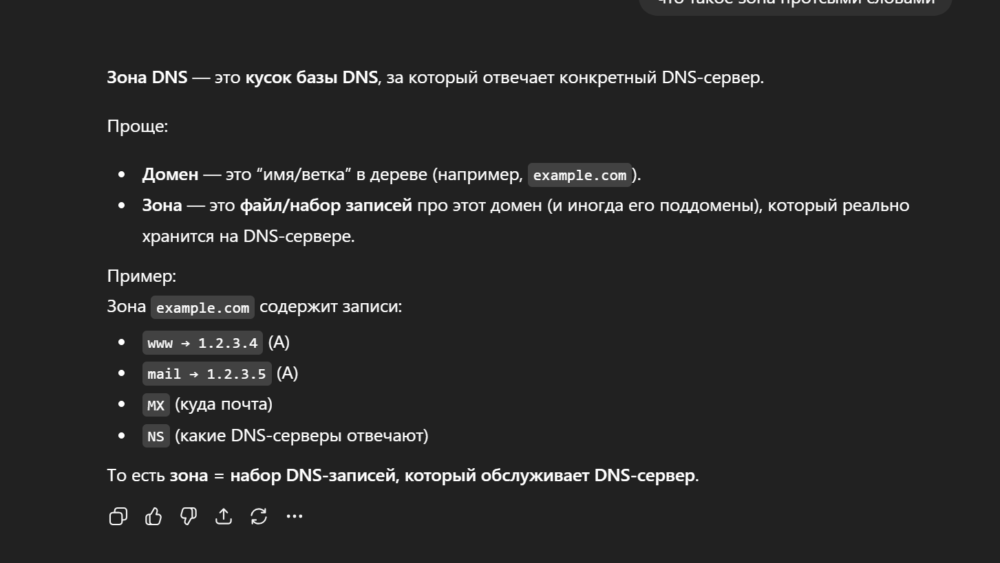 что такое зона протсыми словами
Зона DNS — это кусок базы DNS, за который отвечает конкретный DNS-сервер.
Проще:
• Домен — это “имя/ветка” в дереве (например, example.com).
• Зона — это файл/набор записей про этот домен (и иногда его поддомены), который реально
хранится на DNS-сервере.
Пример:
Зона example.com содержит записи:
• www → 1.2.3.4 (A)
• mail → 1.2.3.5 (A)
• MX (куда почта)
• NS (какие DNS-серверы отвечают)
То есть зона = набор DNS-записей, который обслуживает DNS-сервер.